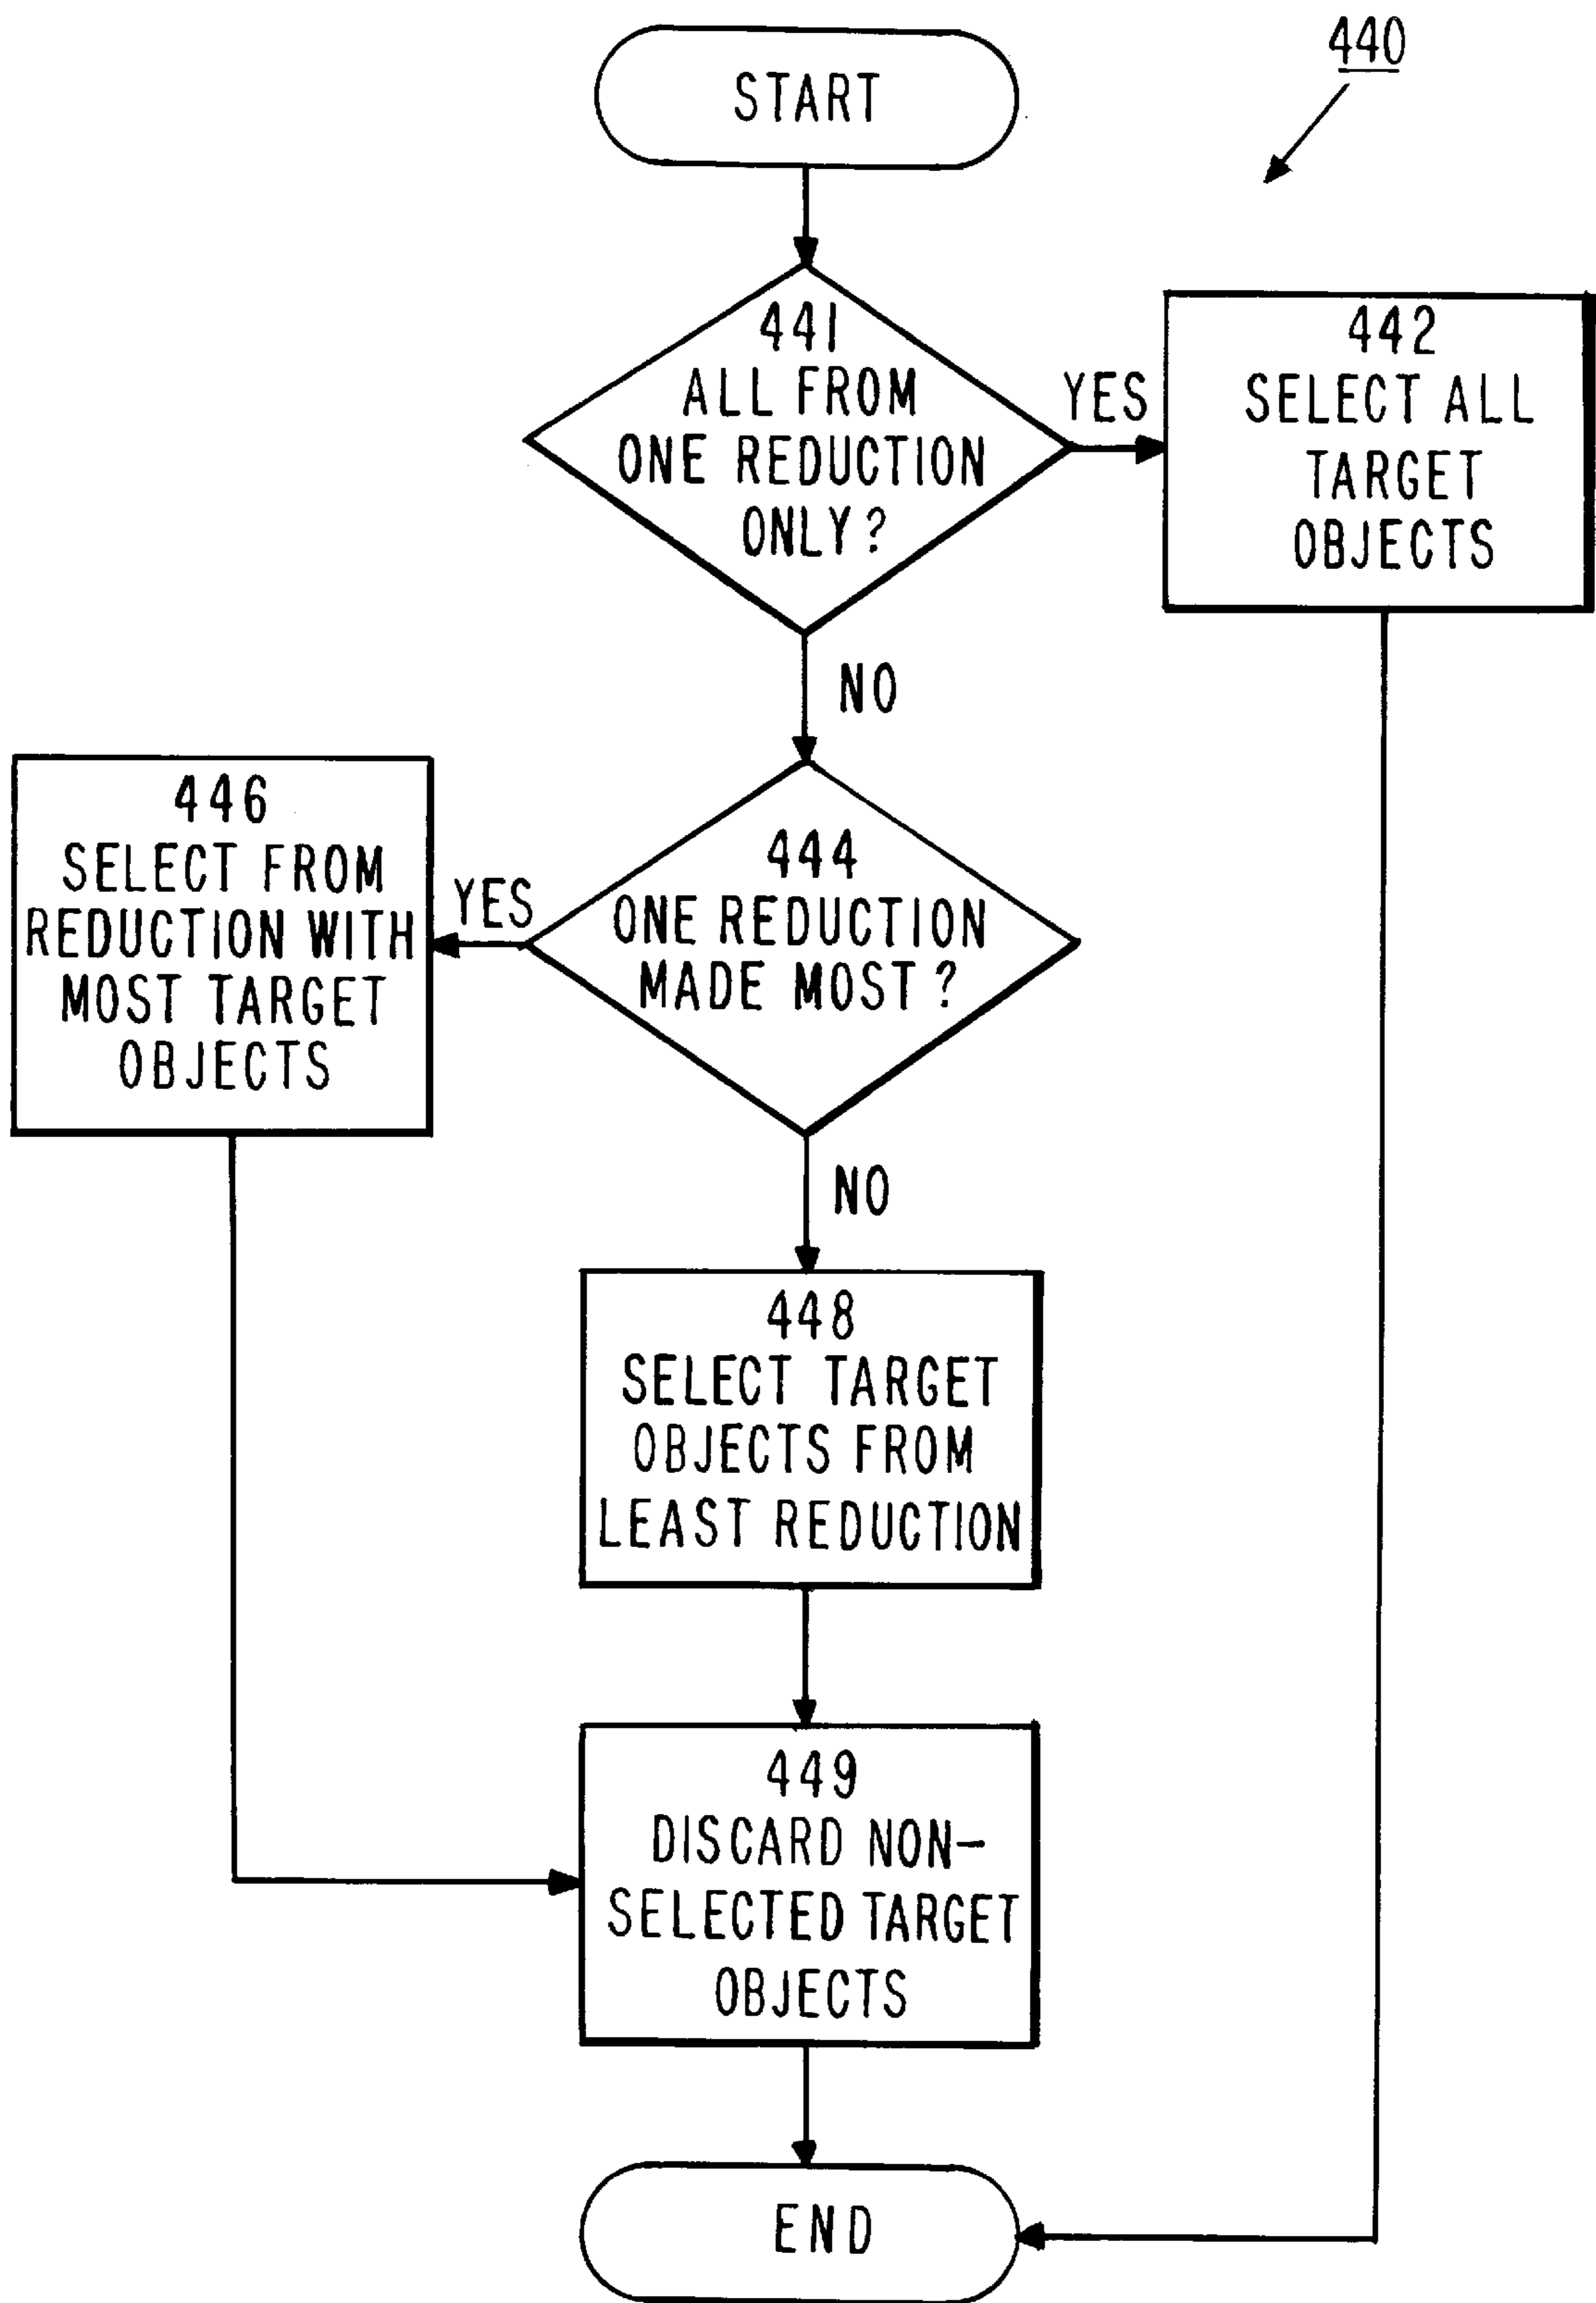 440
START
441
ALL FROM
ONE REDUCTION
ONLY?
YES
442
SELECT ALL
TARGET
OBJECTS
NO
446
SELECT FROM
REDUCTION WITH
MOST TARGET
OBJECTS
YES
444
ONE REDUCTION
MADE MOST?
NO
448
SELECT TARGET
OBJECTS FROM
LEAST REDUCTION
449
DISCARD NON-
SELECTED TARGET
OBJECTS
END